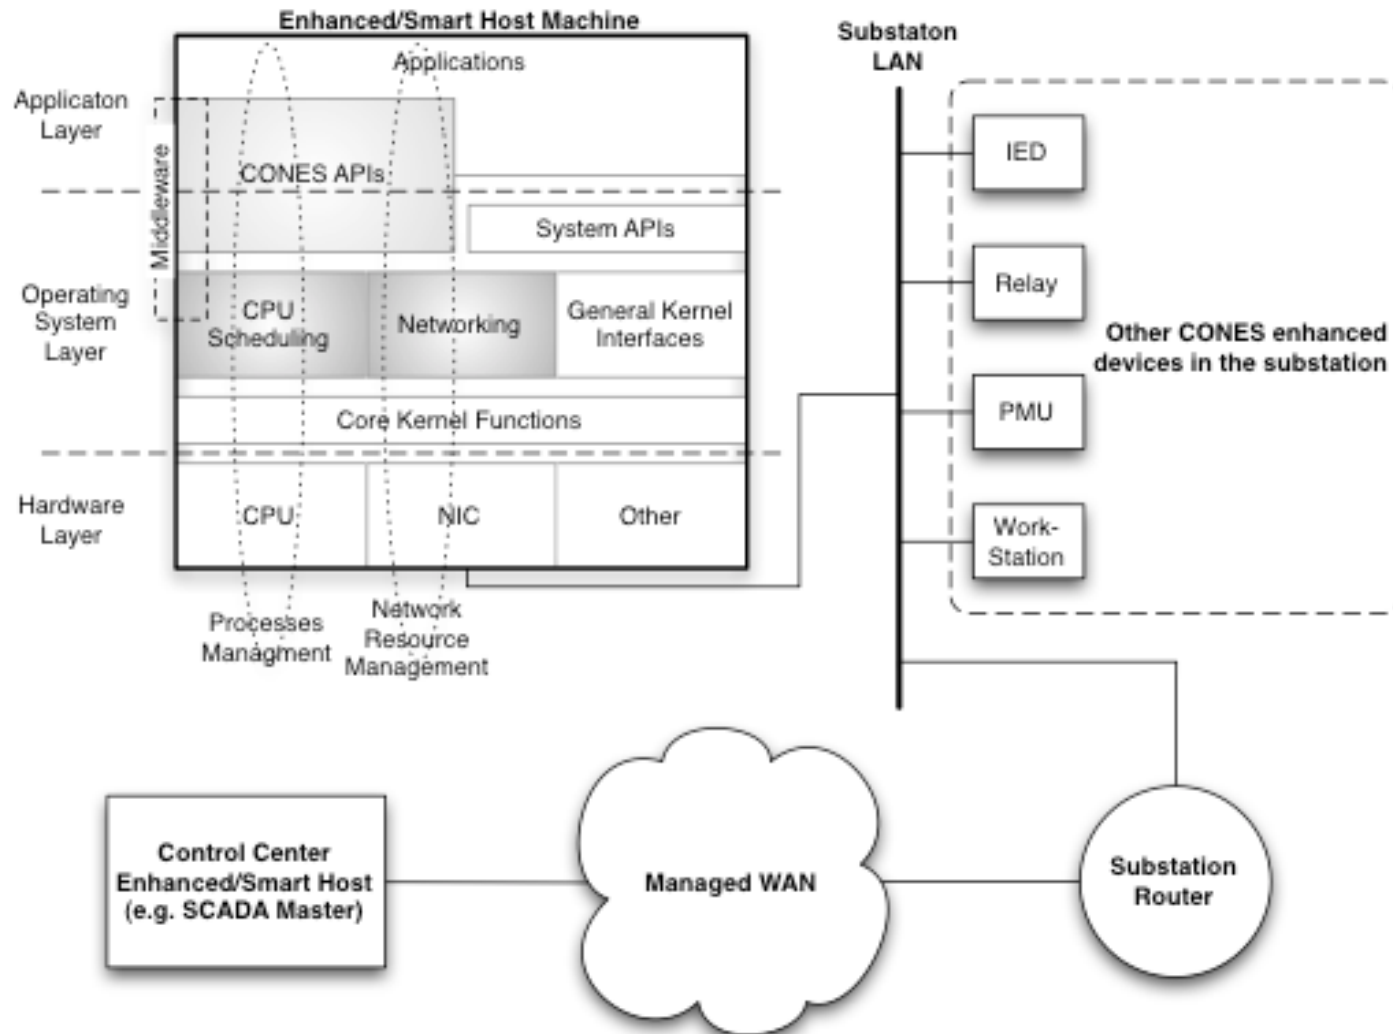 Enhanced/Smart Host Machine
Applications
Applicaton
Layer
Middleware
CONES APIs
System APIs
Operating
System
Layer
CPU
Scheduling
Networking
General Kernel
Interfaces
Core Kernel Functions
Hardware
Layer
CPU
NIC
Other
Processes
Managment
Network
Resource
Management
Substaton
LAN
IED
Relay
Other CONES enhanced
devices in the substation
PMU
Work-
Station
Control Center
Enhanced/Smart Host
(e.g. SCADA Master)
Managed WAN
Substation
Router